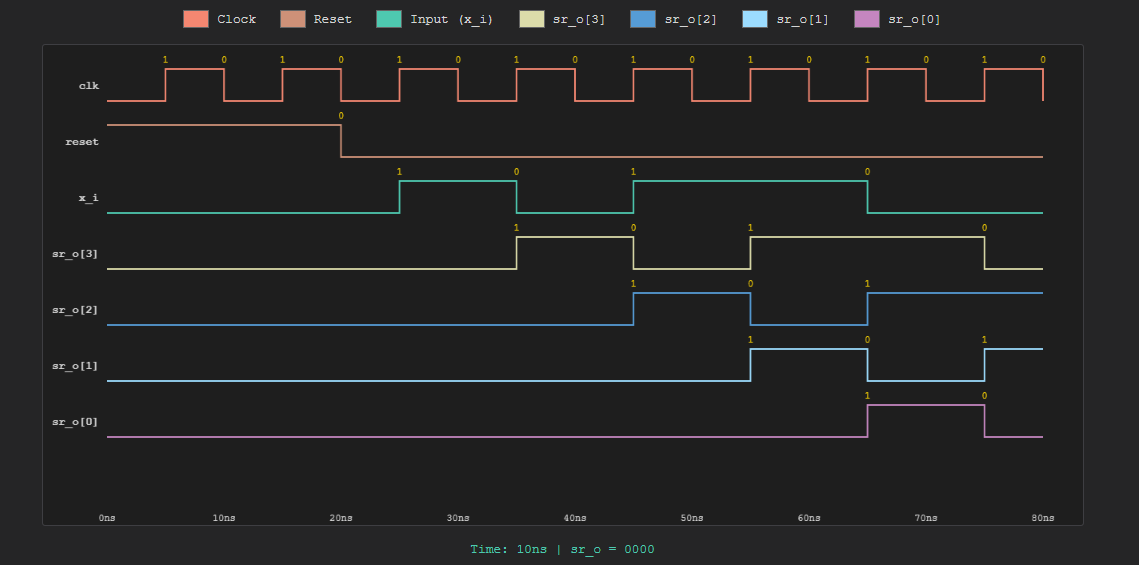 Clock Reset Input (x_i) sr_o[3] sr_o[2] sr_o[1] sr_o[0]
1 0 1 0 1 0 1 0 1 0 1 0 1 0 1 0
clk
0
reset
1 0 1 0
x_i
1 0 1 0
sr_o[3]
1 0 1
sr_o[2]
1 0 1
sr_o[1]
1 0
sr_o[0]
0ns 10ns 20ns 30ns 40ns 50ns 60ns 70ns 80ns
Time: 10ns | sr_o = 0000